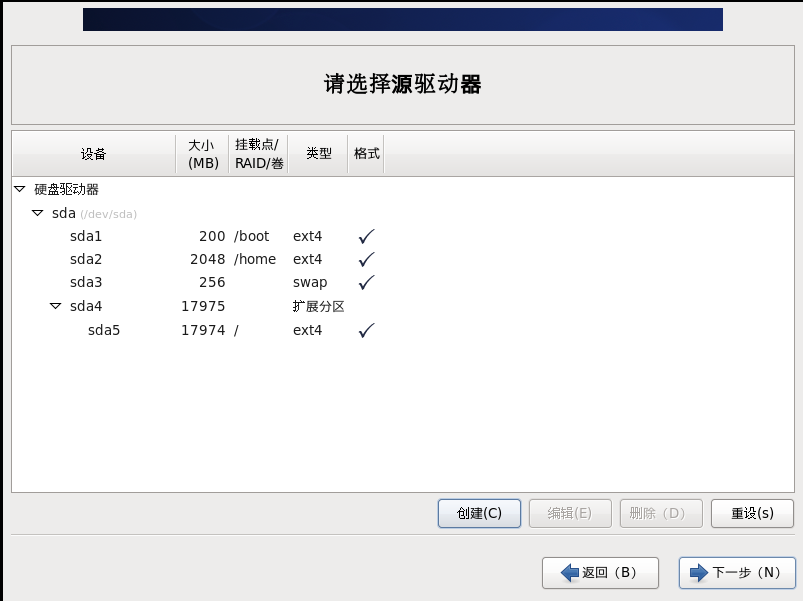 请选择源驱动器
设备 大小 (MB) 挂载点/ RAID/卷 类型 格式
硬盘驱动器
sda (/dev/sda)
sda1 200 /boot ext4 ✓
sda2 2048 /home ext4 ✓
sda3 256 swap ✓
sda4 17975 扩展分区
sda5 17974 / ext4 ✓
创建(C) 编辑(E) 删除（D） 重设(s)
返回（B） 下一步（N）